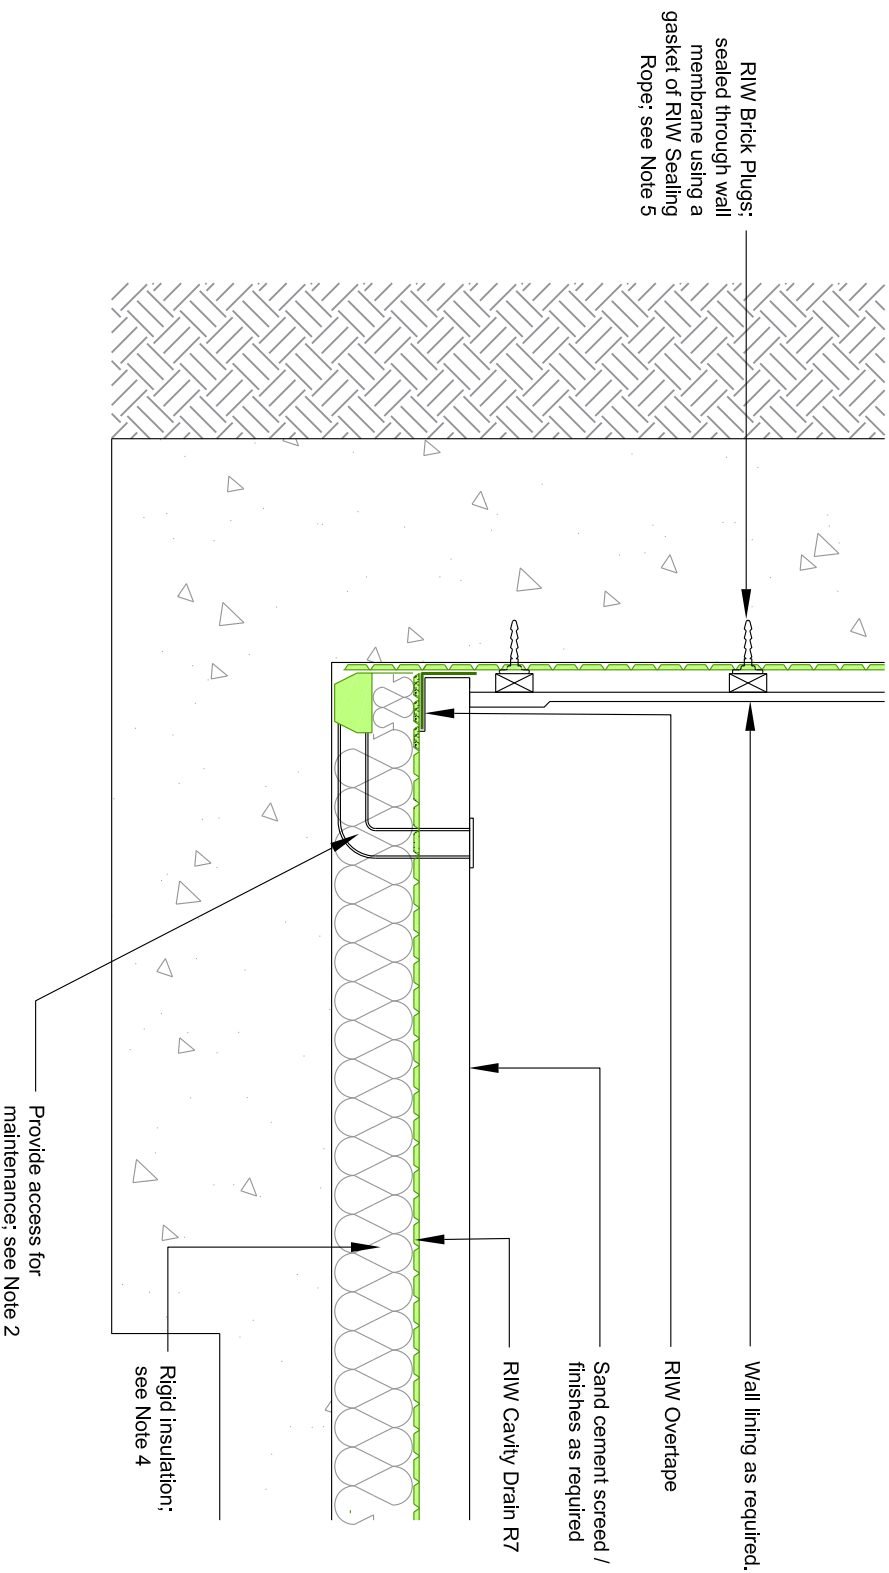 RIW Brick Plugs;
sealed through wall
membrane using a
gasket of RIW Sealing
Rope; see Note 5
Wall lining as required.
RIW Overtape
Sand cement screed /
finishes as required
RIW Cavity Drain R7
Rigid insulation;
see Note 4
Provide access for
maintenance; see Note 2